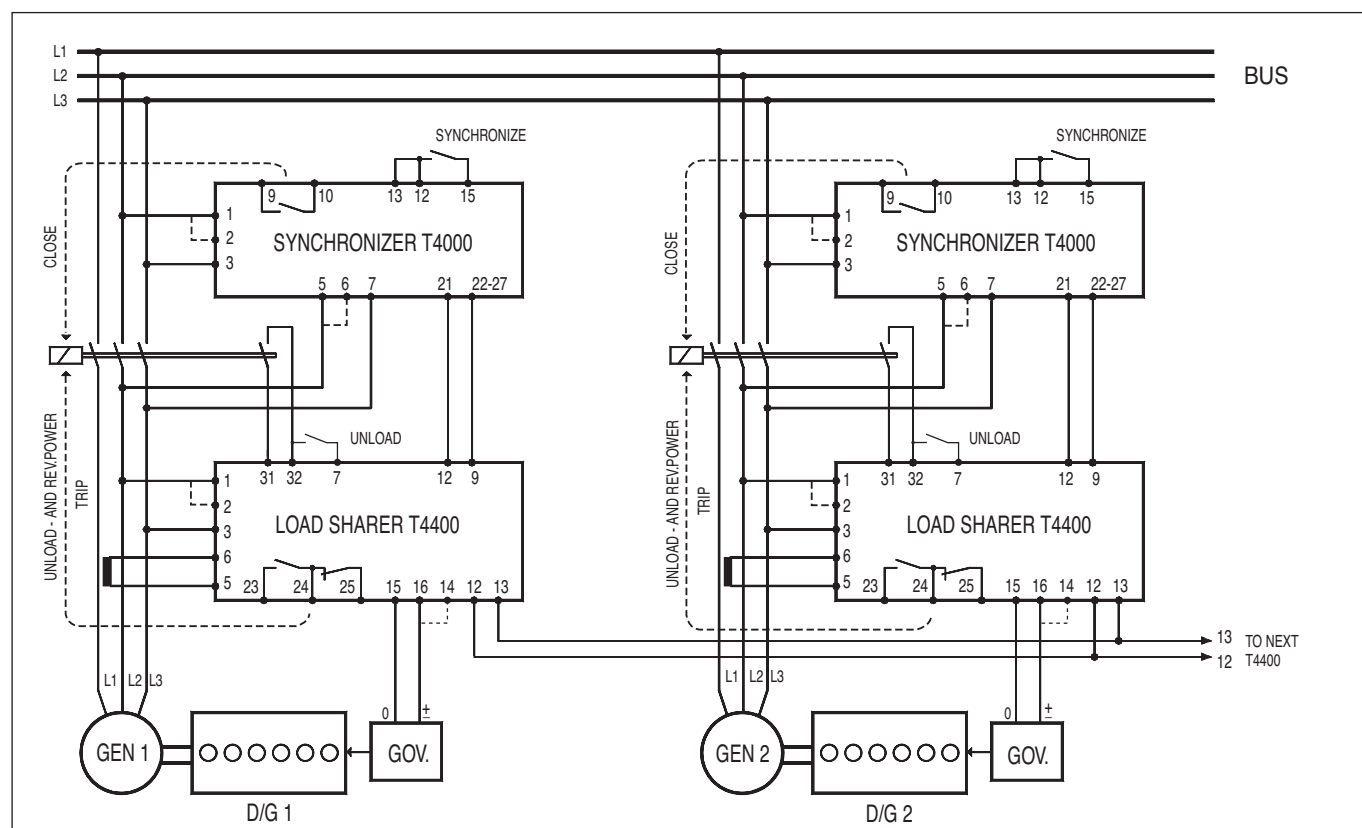 L1
L2
L3
BUS
SYNCHRONIZE
SYNCHRONIZE
9 10 13 12 15
9 10 13 12 15
1
2
3
SYNCHRONIZER T4000
1
2
3
SYNCHRONIZER T4000
CLOSE
CLOSE
5 6 7 21 22-27
5 6 7 21 22-27
UNLOAD
UNLOAD
31 32 7 12 9
31 32 7 12 9
UNLOAD - AND REV.POWER
TRIP
UNLOAD - AND REV.POWER
TRIP
1
2
3
6
5
LOAD SHARER T4400
1
2
3
6
5
LOAD SHARER T4400
23 24 25 15 16 14 12 13
23 24 25 15 16 14 12 13
13 TO NEXT
12 T4400
L1 L2 L3
L1 L2 L3
0 ±
0 ±
GEN 1
GOV.
GEN 2
GOV.
D/G 1
D/G 2